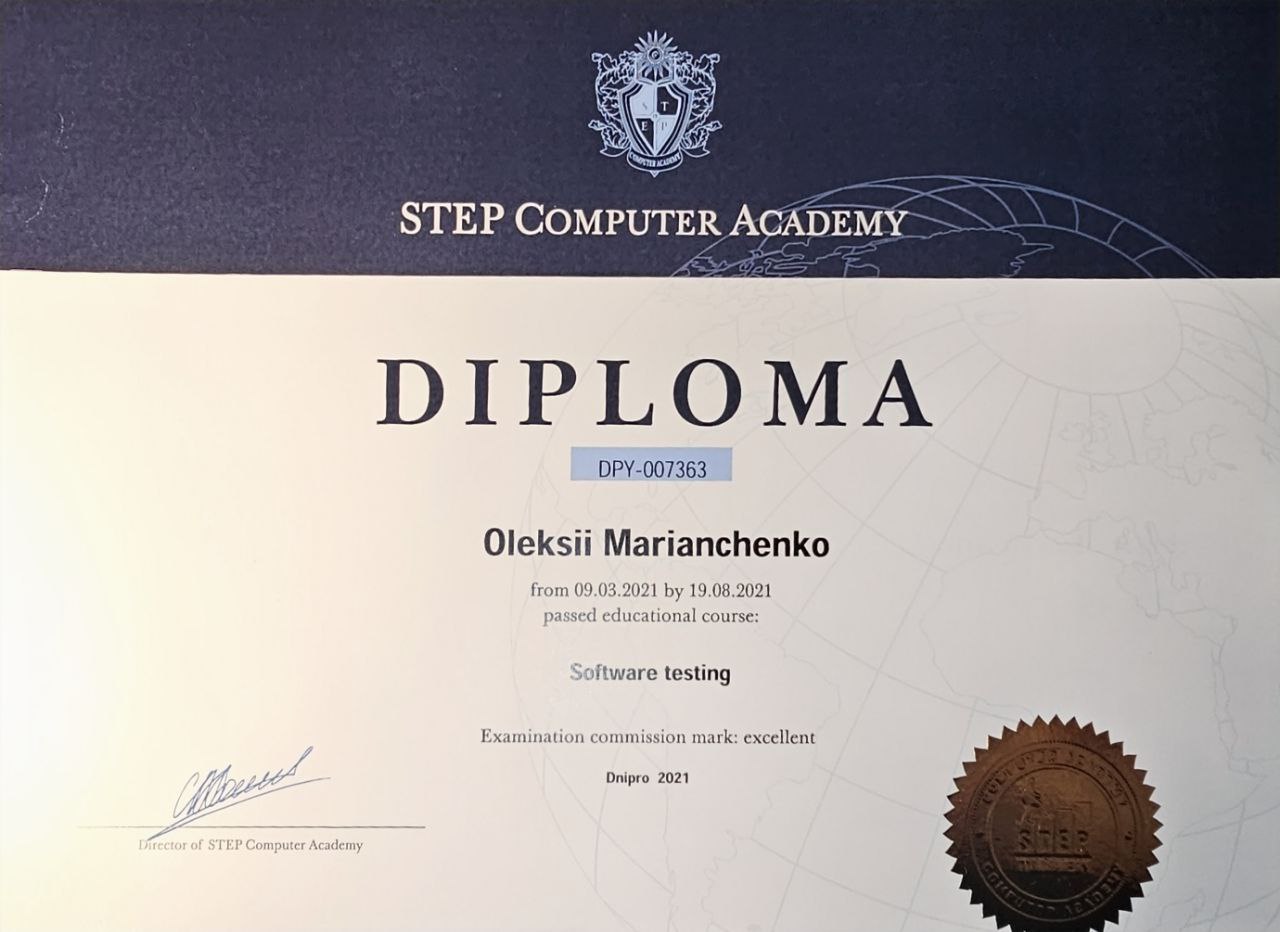 S T
E P
COMPUTER ACADEMY
STEP COMPUTER ACADEMY
DIPLOMA
DPY-007363
Oleksii Marianchenko
from 09.03.2021 by 19.08.2021
passed educational course:
Software testing
Examination commission mark: excellent
Dnipro 2021
Director of STEP Computer Academy
COMPUTER ACADEMY
STEP
COMPUTER ACADEMY